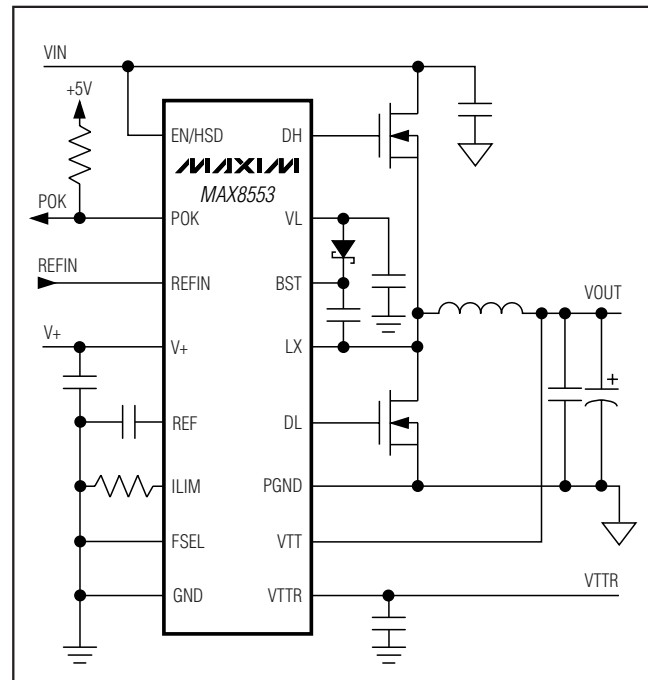 VIN
+5V
EN/HSD
DH
MAXIM
MAX8553
POK
POK
VL
REFIN
REFIN
BST
VOUT
V+
V+
LX
+
REF
DL
ILIM
PGND
FSEL
VTT
GND
VTTR
VTTR